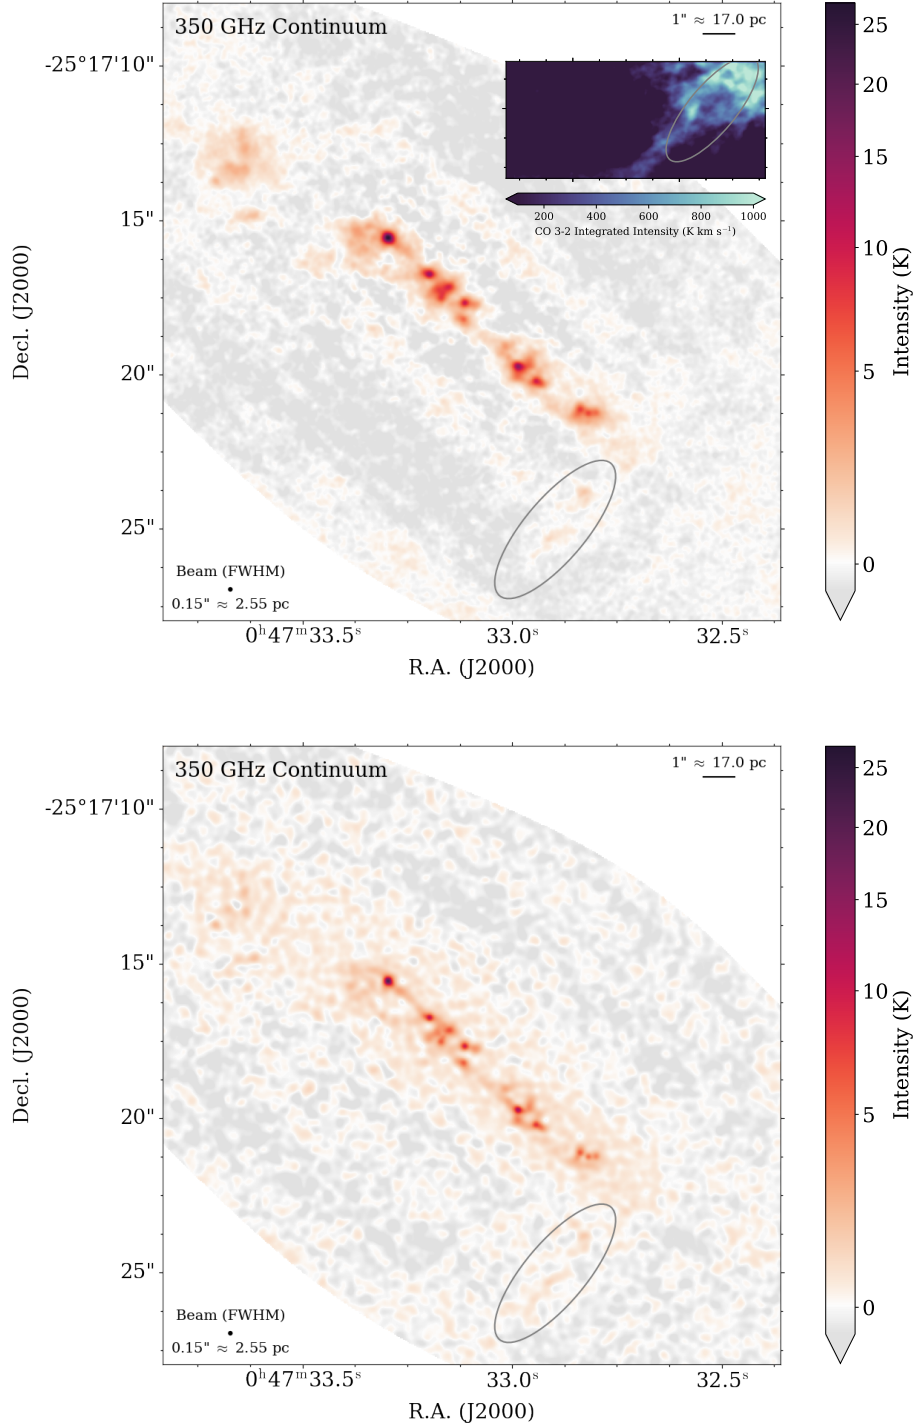 350 GHz Continuum
1" ≈ 17.0 pc
-25°17'10"
15"
20"
25"
Decl. (J2000)
200 400 600 800 1000
CO 3-2 Integrated Intensity (K km s⁻¹)
Beam (FWHM)
0.15" ≈ 2.55 pc
0ʰ47ᵐ33.5ˢ 33.0ˢ 32.5ˢ
R.A. (J2000)
25
20
15
10
5
0
Intensity (K)
350 GHz Continuum
1" ≈ 17.0 pc
-25°17'10"
15"
20"
25"
Decl. (J2000)
Beam (FWHM)
0.15" ≈ 2.55 pc
0ʰ47ᵐ33.5ˢ 33.0ˢ 32.5ˢ
R.A. (J2000)
25
20
15
10
5
0
Intensity (K)